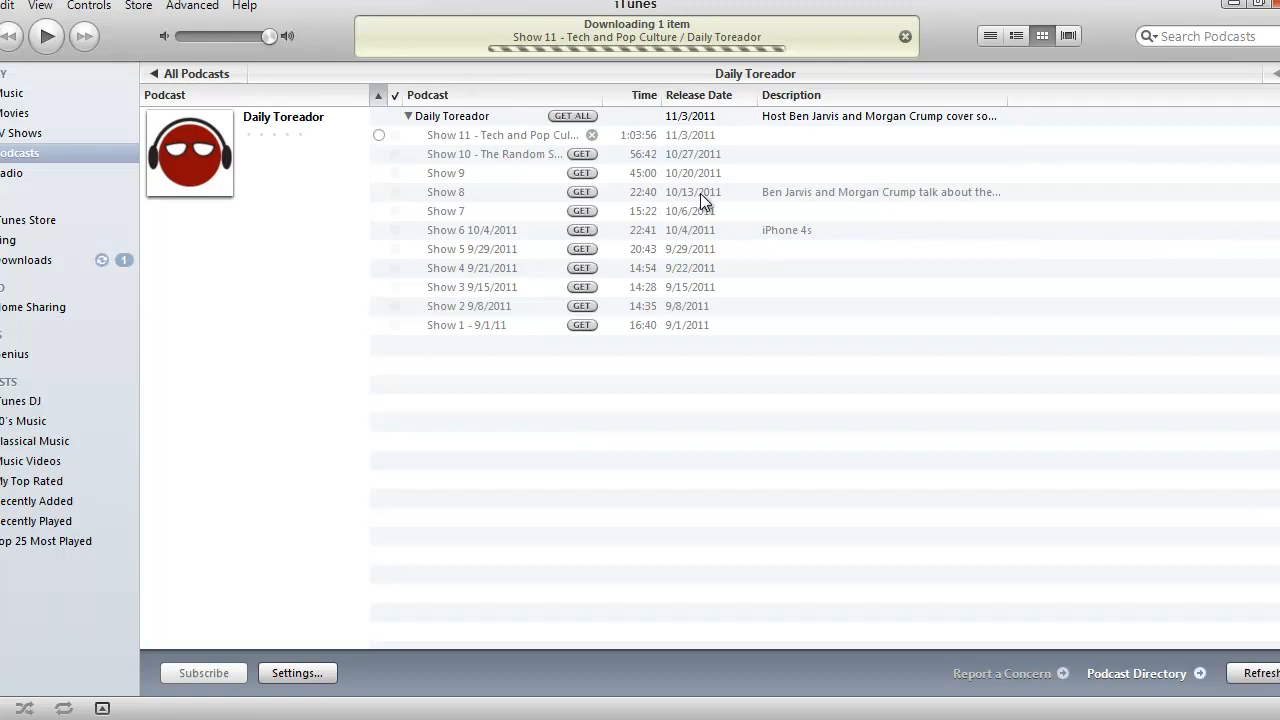 dit View Controls Store Advanced Help
iTunes
Downloading 1 item
Show 11 - Tech and Pop Culture / Daily Toreador
Search Podcasts
All Podcasts
Daily Toreador
Y
usic
ovies
V Shows
odcasts
adio
Tunes Store
ing
ownloads 1
D
ome Sharing
S
enius
STS
Tunes DJ
0's Music
lassical Music
usic Videos
y Top Rated
ecently Added
ecently Played
op 25 Most Played
Podcast
Daily Toreador
Podcast Time Release Date Description
Daily Toreador GET ALL 11/3/2011 Host Ben Jarvis and Morgan Crump cover so...
Show 11 - Tech and Pop Cul... 1:03:56 11/3/2011
Show 10 - The Random S... GET 56:42 10/27/2011
Show 9 GET 45:00 10/20/2011
Show 8 GET 22:40 10/13/2011 Ben Jarvis and Morgan Crump talk about the...
Show 7 GET 15:22 10/6/2011
Show 6 10/4/2011 GET 22:41 10/4/2011 iPhone 4s
Show 5 9/29/2011 GET 20:43 9/29/2011
Show 4 9/21/2011 GET 14:54 9/22/2011
Show 3 9/15/2011 GET 14:28 9/15/2011
Show 2 9/8/2011 GET 14:35 9/8/2011
Show 1 - 9/1/11 GET 16:40 9/1/2011
Subscribe Settings... Report a Concern Podcast Directory Refresh